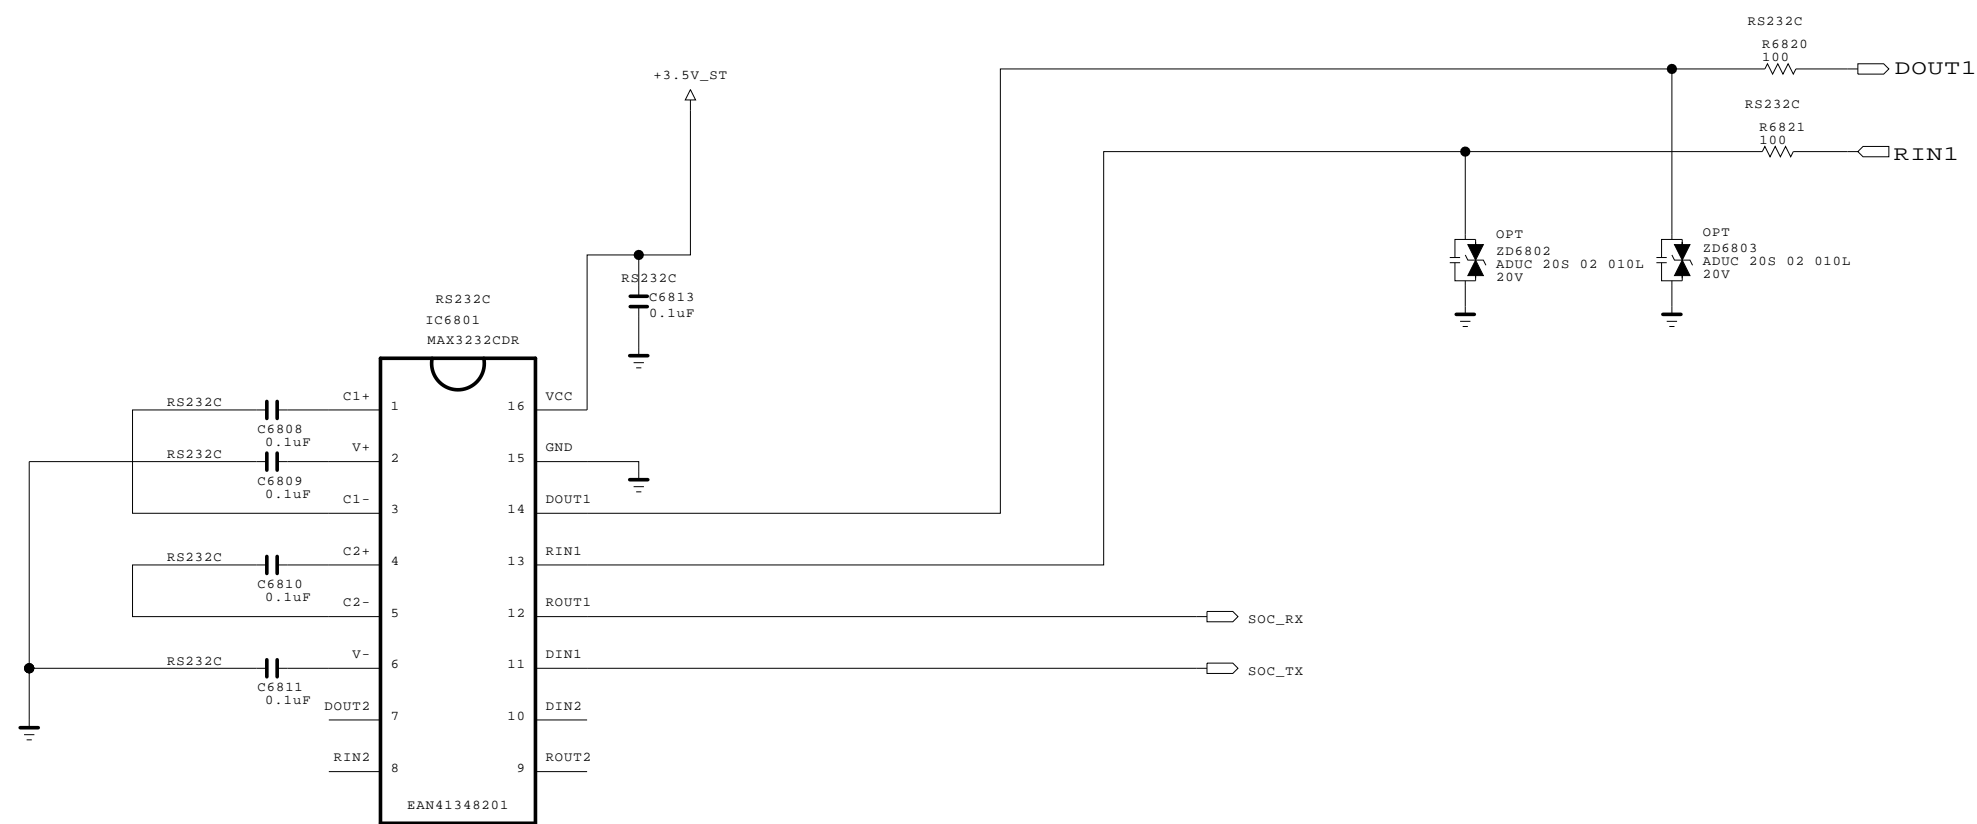 RS232C
R6820
100
DOUT1
+3.5V_ST
RS232C
R6821
100
RIN1
OPT
ZD6802
ADUC 20S 02 010L
20V
OPT
ZD6803
ADUC 20S 02 010L
20V
RS232C
C6813
0.1uF
RS232C
IC6801
MAX3232CDR
RS232C
C6808
0.1uF
C1+
1
16
VCC
RS232C
C6809
0.1uF
V+
2
15
GND
C1-
3
14
DOUT1
RS232C
C6810
0.1uF
C2+
4
13
RIN1
C2-
5
12
ROUT1
SOC_RX
RS232C
C6811
0.1uF
V-
6
11
DIN1
SOC_TX
DOUT2
7
10
DIN2
RIN2
8
9
ROUT2
EAN41348201